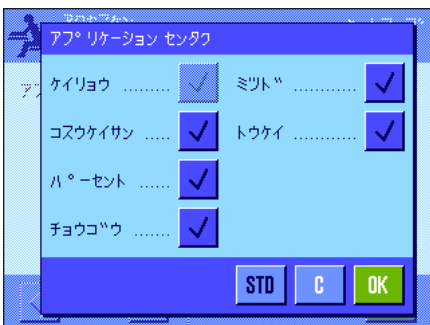 アプリケーション センタク
ケイリョウ ........
ミツド ............
コスウケイサン .....
トウケイ ............
パーセント ......
チョウゴウ .......
STD C OK